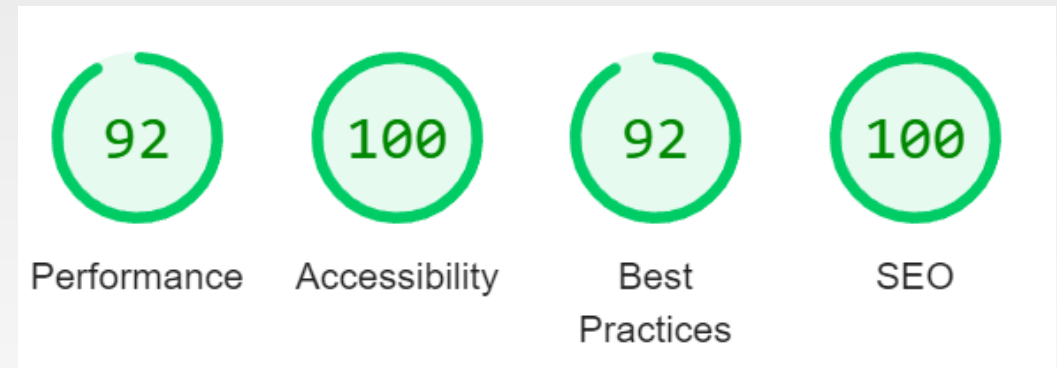 92
100
92
100
Performance
Accessibility
Best
Practices
SEO